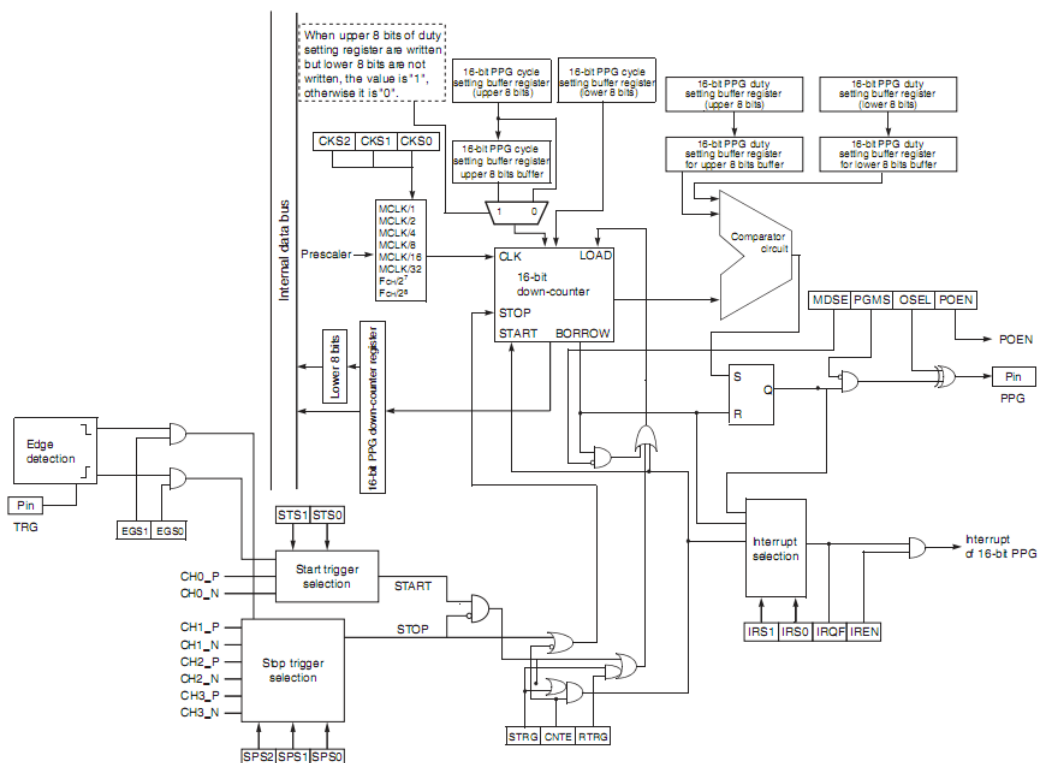 When upper 8 bits of duty
setting register are written
but lower 8 bits are not
written, the value is "1",
otherwise it is "0".
16-bit PPG cycle
setting buffer register
(upper 8 bits)
16-bit PPG cycle
setting buffer register
(lower 8 bits)
16-bit PPG duty
setting buffer register
(upper 8 bits)
16-bit PPG duty
setting buffer register
(lower 8 bits)
CKS2 CKS1 CKS0
16-bit PPG cycle
setting buffer register
upper 8 bits buffer
16-bit PPG duty
setting buffer register
for upper 8 bits buffer
16-bit PPG duty
setting buffer register
for lower 8 bits buffer
1 0
Internal data bus
Prescaler
MCLK/1
MCLK/2
MCLK/4
MCLK/8
MCLK/16
MCLK/32
FCH/2⁷
FCH/2⁸
CLK LOAD
16-bit
down-counter
STOP
START BORROW
Comparator
circuit
MDSE PGMS OSEL POEN
POEN
Lower 8 bits
16-bit PPG down-counter register
S
Q
R
Pin
PPG
Edge
detection
Pin
TRG
EGS1 EGS0
STS1 STS0
Start trigger
selection
START
CH0_P
CH0_N
STOP
CH1_P
CH1_N
CH2_P
CH2_N
CH3_P
CH3_N
Stop trigger
selection
SPS2 SPS1 SPS0
STRG CNTE RTRG
Interrupt
selection
Interrupt
of 16-bit PPG
IRS1 IRS0 IRQF IREN